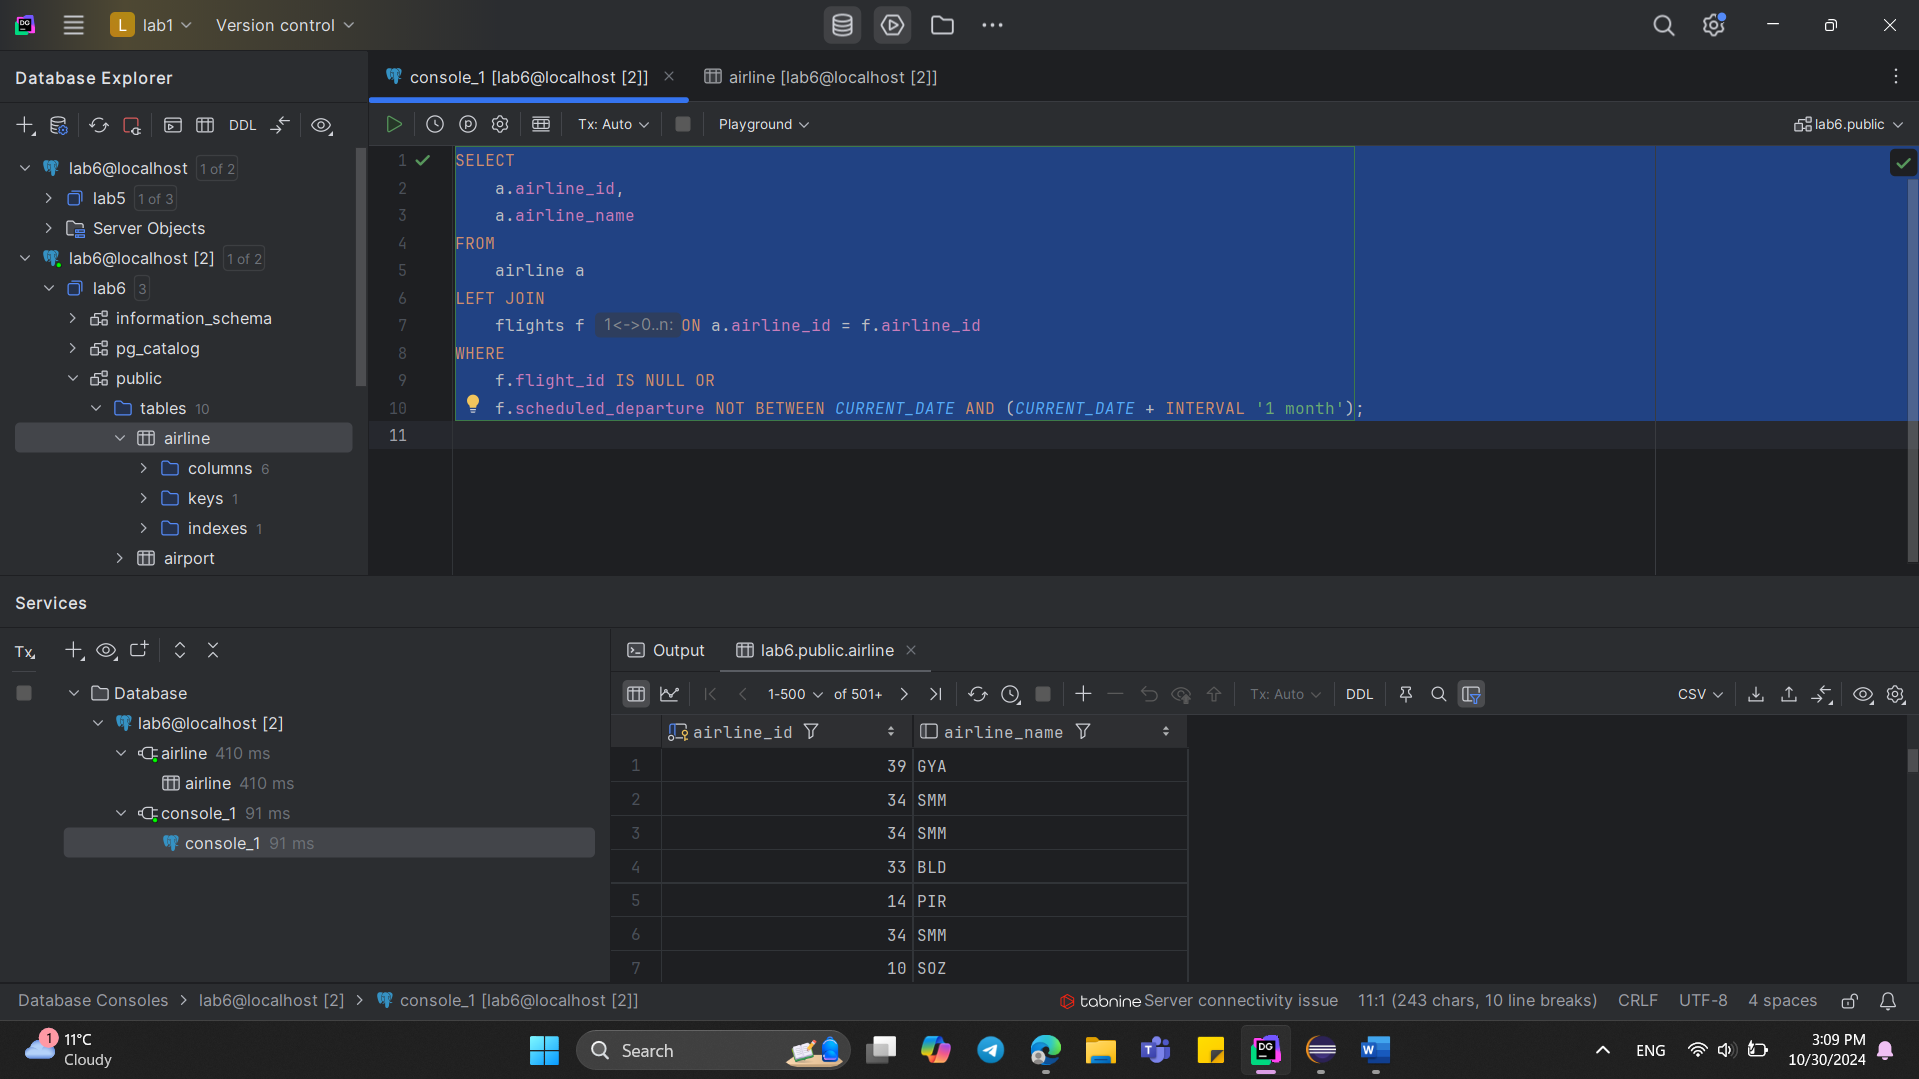 L lab1 Version control
Database Explorer
console_1 [lab6@localhost [2]]
airline [lab6@localhost [2]]
DDL
Tx: Auto
Playground
lab6.public
lab6@localhost 1 of 2
lab5 1 of 3
Server Objects
lab6@localhost [2] 1 of 2
lab6 3
information_schema
pg_catalog
public
tables 10
airline
columns 6
keys 1
indexes 1
airport
1 SELECT
2 a.airline_id,
3 a.airline_name
4 FROM
5 airline a
6 LEFT JOIN
7 flights f 1<->0..n: ON a.airline_id = f.airline_id
8 WHERE
9 f.flight_id IS NULL OR
10 f.scheduled_departure NOT BETWEEN CURRENT_DATE AND (CURRENT_DATE + INTERVAL '1 month');
11
Services
Tx
Database
lab6@localhost [2]
airline 410 ms
airline 410 ms
console_1 91 ms
console_1 91 ms
Output
lab6.public.airline
1-500 of 501+
Tx: Auto
DDL
CSV
airline_id airline_name
1 39 GYA
2 34 SMM
3 34 SMM
4 33 BLD
5 14 PIR
6 34 SMM
7 10 SOZ
Database Consoles > lab6@localhost [2] > console_1 [lab6@localhost [2]]
tabnine Server connectivity issue 11:1 (243 chars, 10 line breaks) CRLF UTF-8 4 spaces
1
11°C
Cloudy
Search
ENG
3:09 PM
10/30/2024